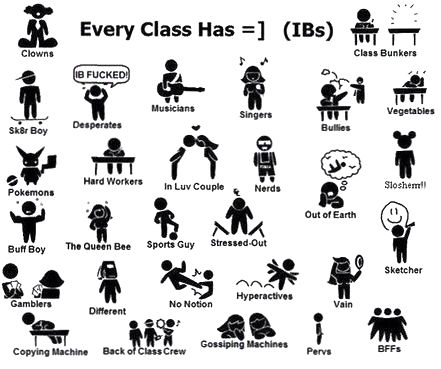 Every Class Has =] (IBs)
Clowns
Class Bunkers
IB FUCKED!
Sk8r Boy
Desperates
Musicians
Singers
Bullies
Vegetables
Pokemons
Hard Workers
In Luv Couple
Nerds
Out of Earth
Sloshem!!
Buff Boy
The Queen Bee
Sports Guy
Stressed-Out
Sketcher
Gamblers
Different
No Notion
Hyperactives
Vain
Copying Machine
Back of Class Crew
Gossiping Machines
Pervs
BFFs